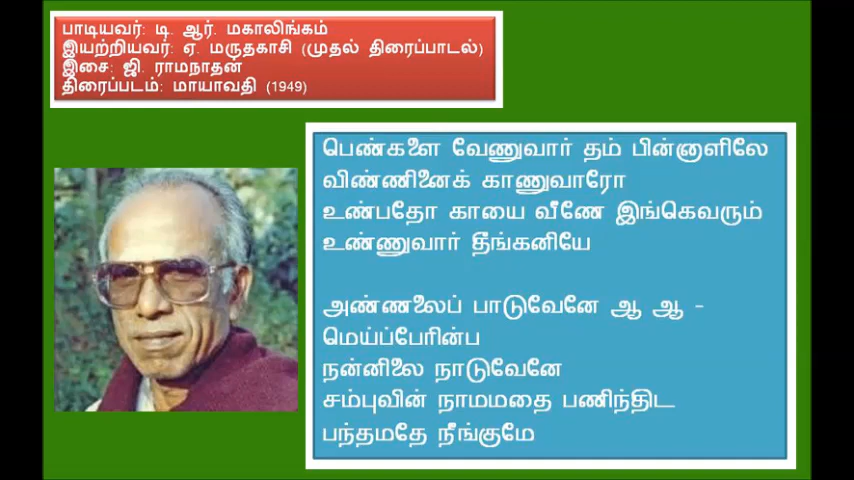 பாடியவர்: டி. ஆர். மகாலிங்கம்
இயற்றியவர்: ஏ. மருதகாசி (முதல் திரைப்பாடல்)
இசை: ஜி. ராமநாதன்
திரைப்படம்: மாயாவதி (1949)
பெண்களை வேணுவார் தம் பின்னாளிலே
விண்ணினைக் காணுவாரோ
உண்பதோ காயை வீணே இங்கெவரும்
உண்ணுவார் தீங்கனியே
அண்ணலைப் பாடுவேனே ஆ ஆ -
மெய்ப்பேரின்ப
நன்னிலை நாடுவேனே
சம்புவின் நாமமதை பணிந்திட
பந்தமதே நீங்குமே